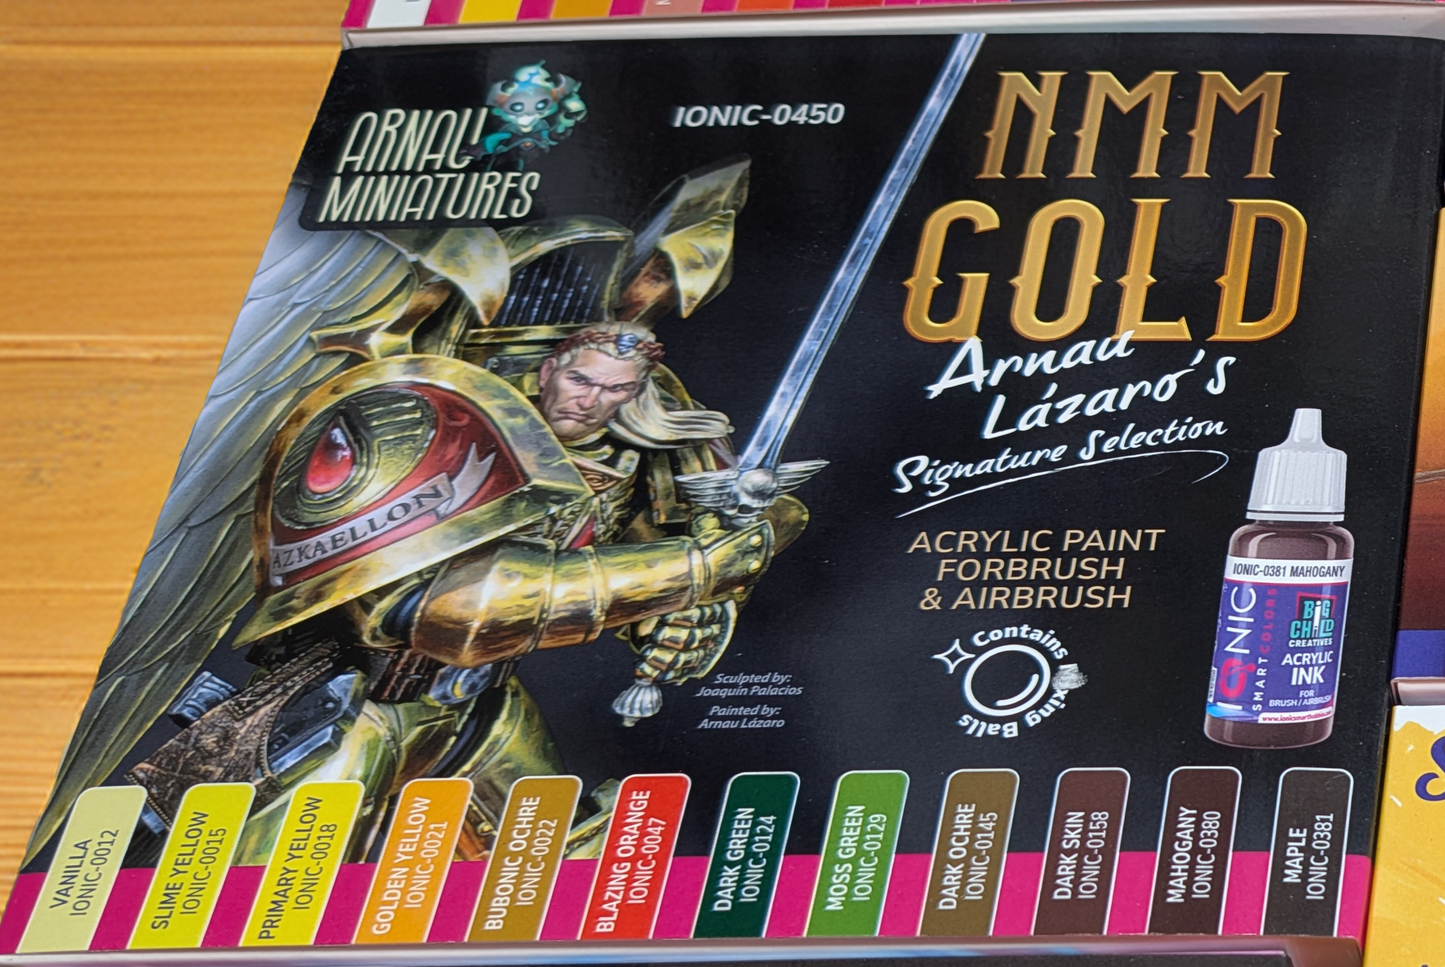 ARNAU
MINIATURES
IONIC-0450
NMM
GOLD
Arnau
Lázaro's
Signature Selection
ACRYLIC PAINT
FORBRUSH
& AIRBRUSH
Contains
xing Balls
AZKAELLON
Sculpted by:
Joaquín Palacios
Painted by:
Arnau Lázaro
IONIC-0381 MAHOGANY
IONIC
SMART COLORS
BIG
CHILD
CREATIVES
ACRYLIC
INK
FOR
BRUSH / AIRBRUSH
VANILLA
IONIC-0012
SLIME YELLOW
IONIC-0015
PRIMARY YELLOW
IONIC-0018
GOLDEN YELLOW
IONIC-0021
BUBONIC OCHRE
IONIC-0022
BLAZING ORANGE
IONIC-0047
DARK GREEN
IONIC-0124
MOSS GREEN
IONIC-0129
DARK OCHRE
IONIC-0145
DARK SKIN
IONIC-0158
MAHOGANY
IONIC-0380
MAPLE
IONIC-0381